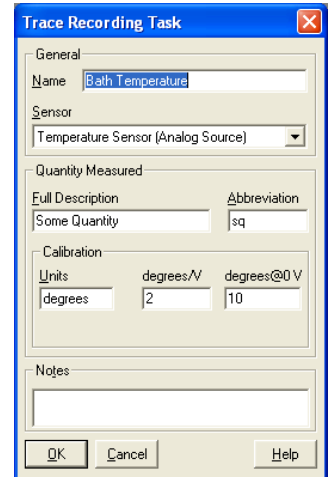 Trace Recording Task
General
Name Bath Temperature
Sensor
Temperature Sensor (Analog Source)
Quantity Measured
Full Description Abbreviation
Some Quantity sq
Calibration
Units degrees/V degrees@0 V
degrees 2 10
Notes
OK Cancel Help